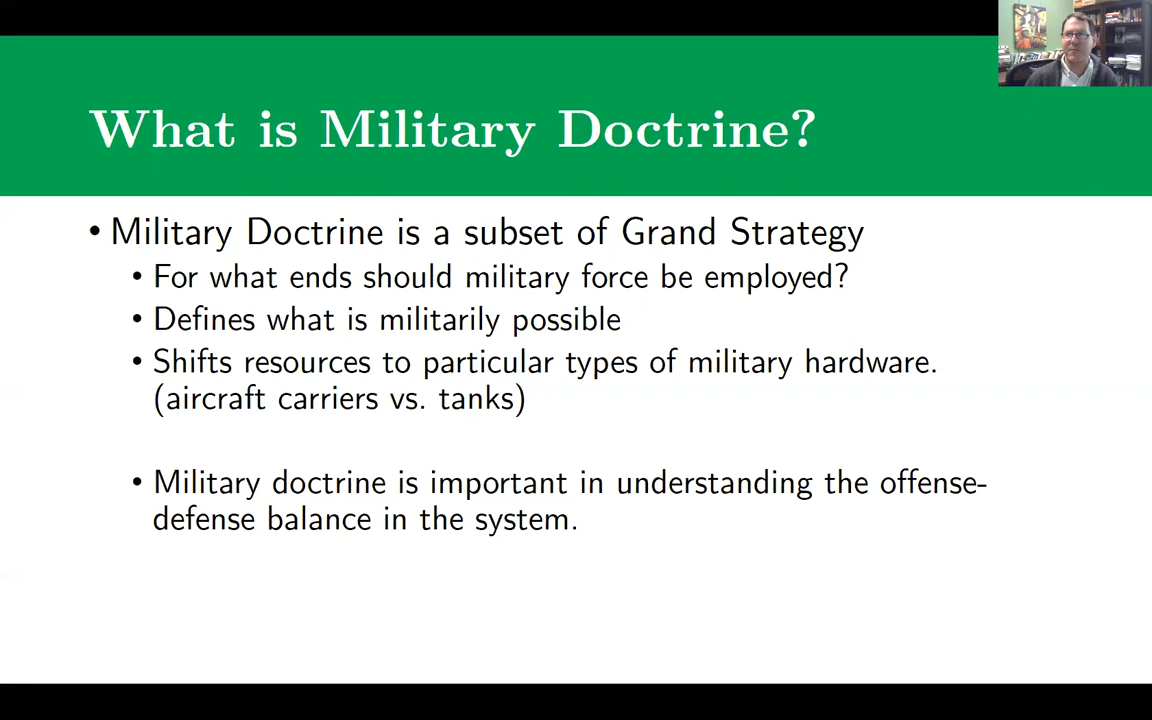 What is Military Doctrine?
• Military Doctrine is a subset of Grand Strategy
• For what ends should military force be employed?
• Defines what is militarily possible
• Shifts resources to particular types of military hardware.
(aircraft carriers vs. tanks)
• Military doctrine is important in understanding the offense-
defense balance in the system.